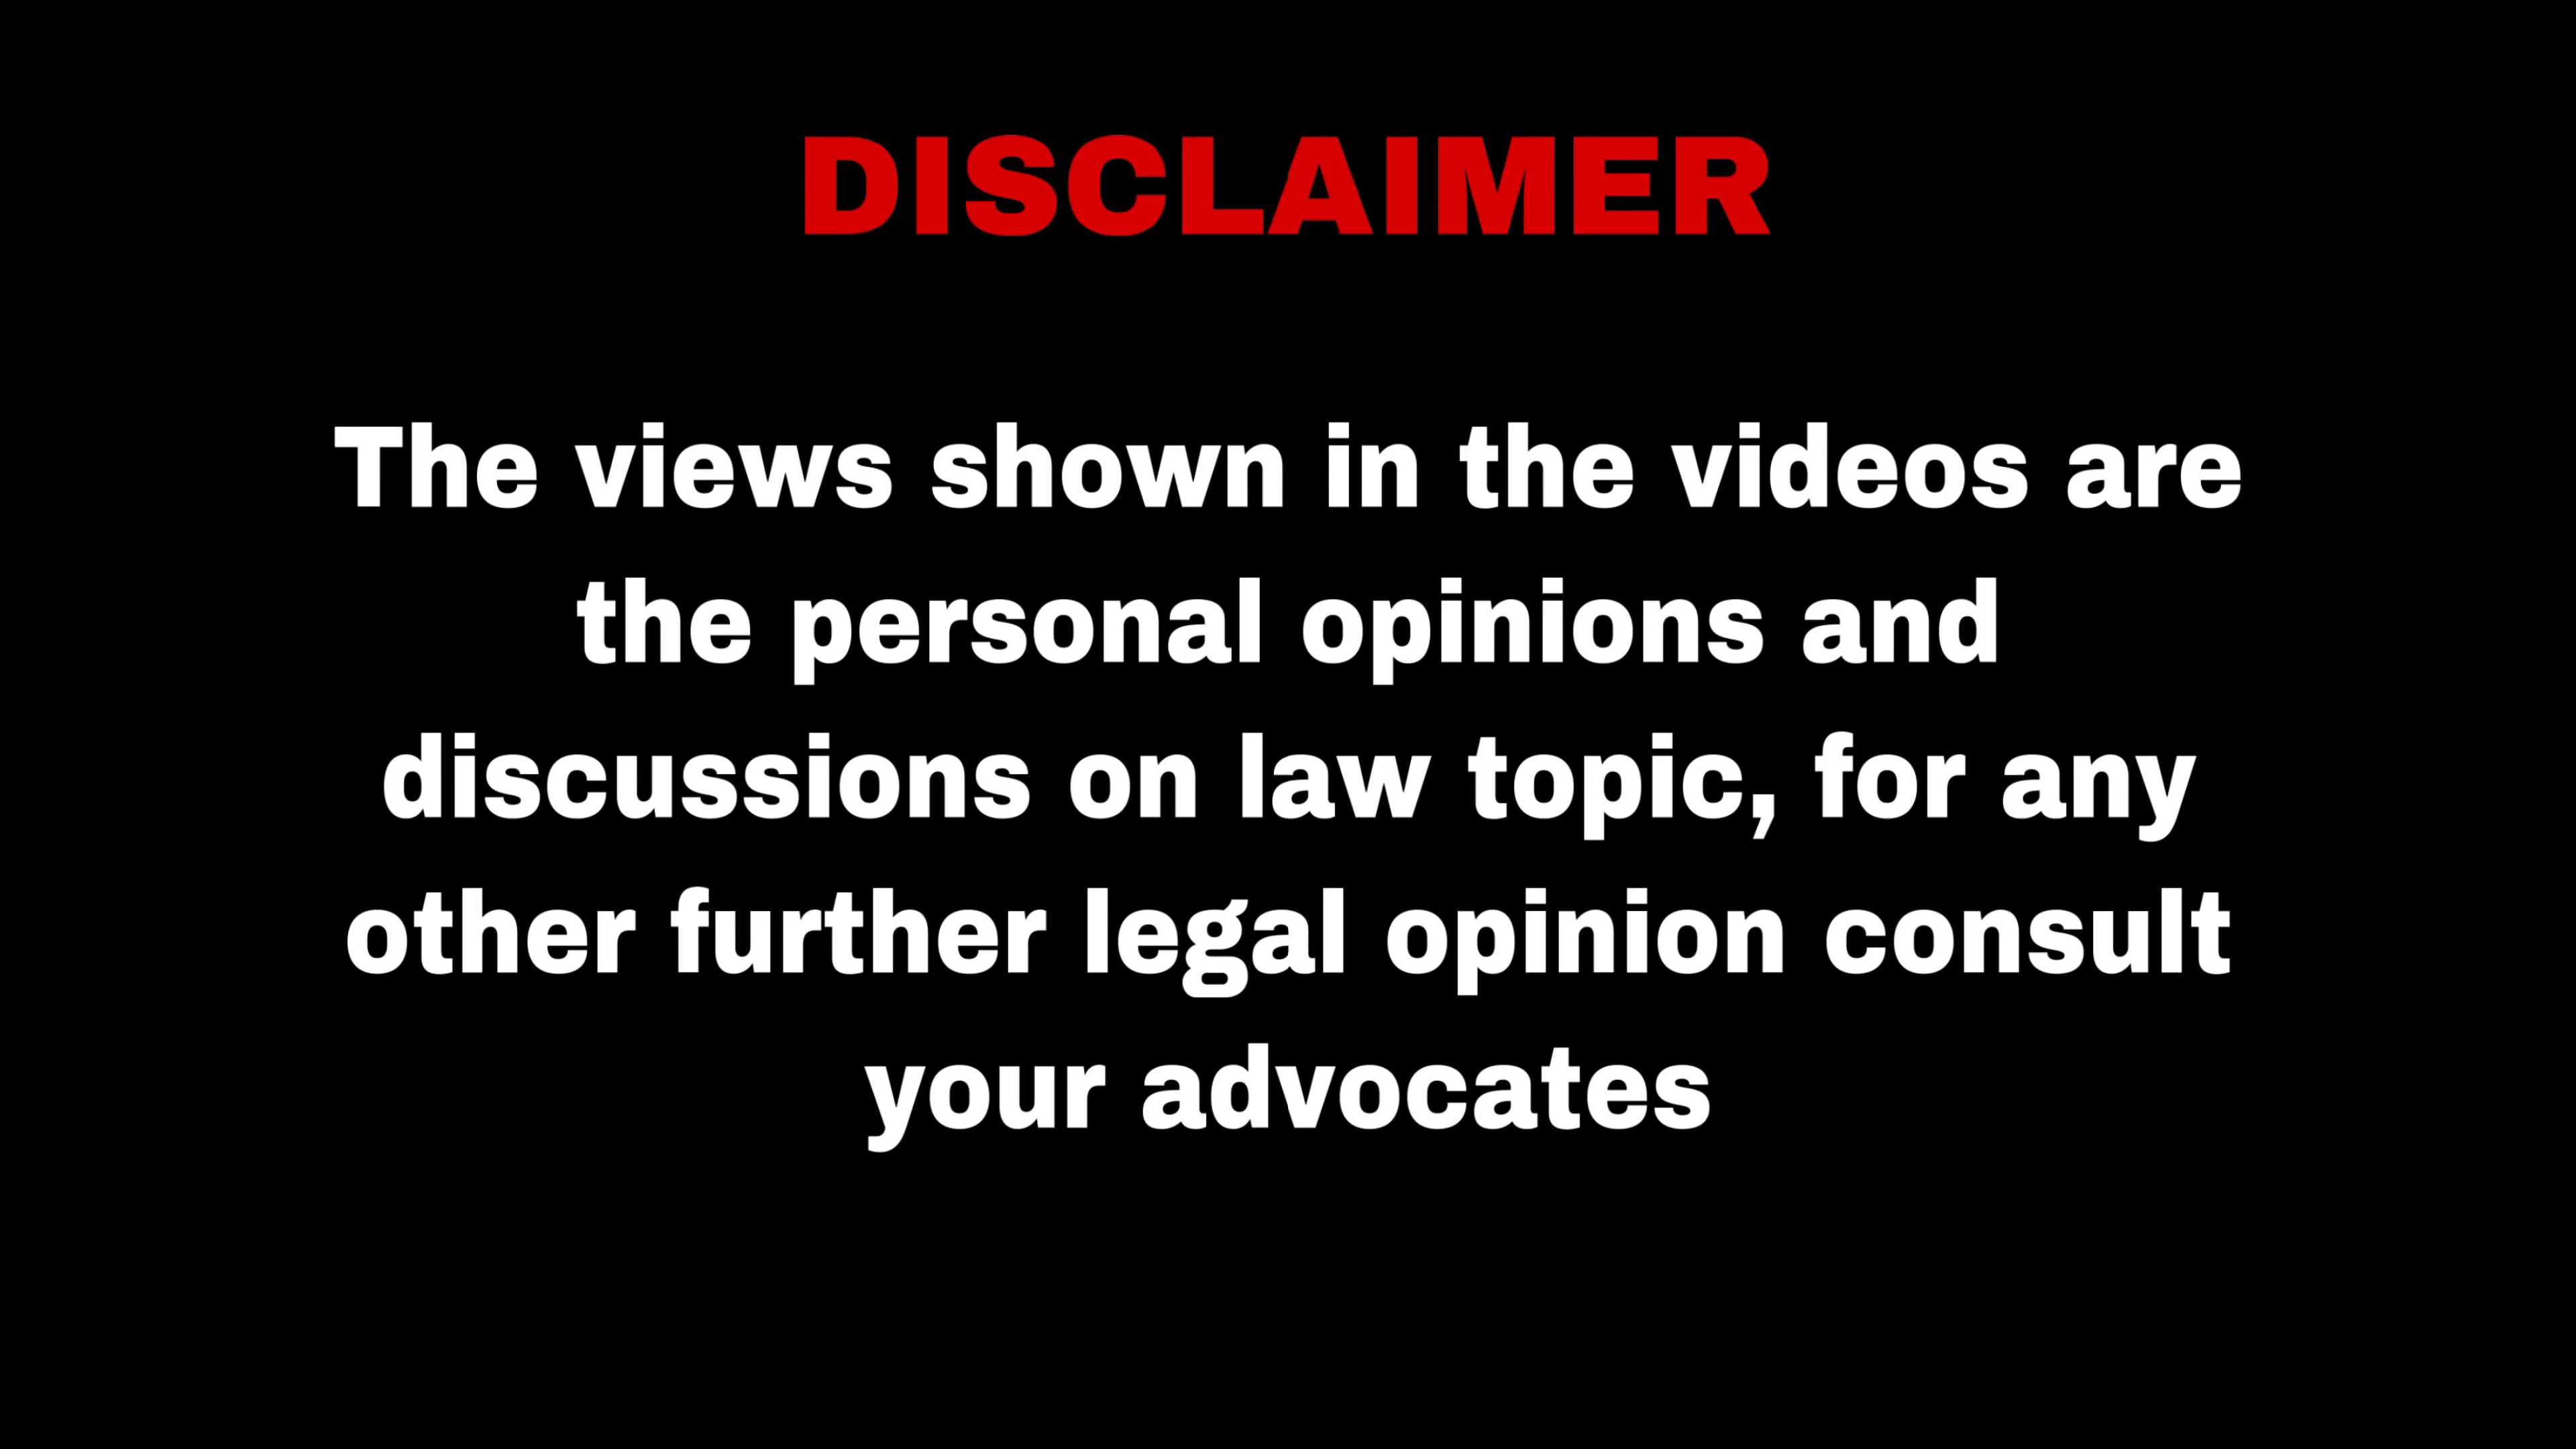 DISCLAIMER
The views shown in the videos are
the personal opinions and
discussions on law topic, for any
other further legal opinion consult
your advocates